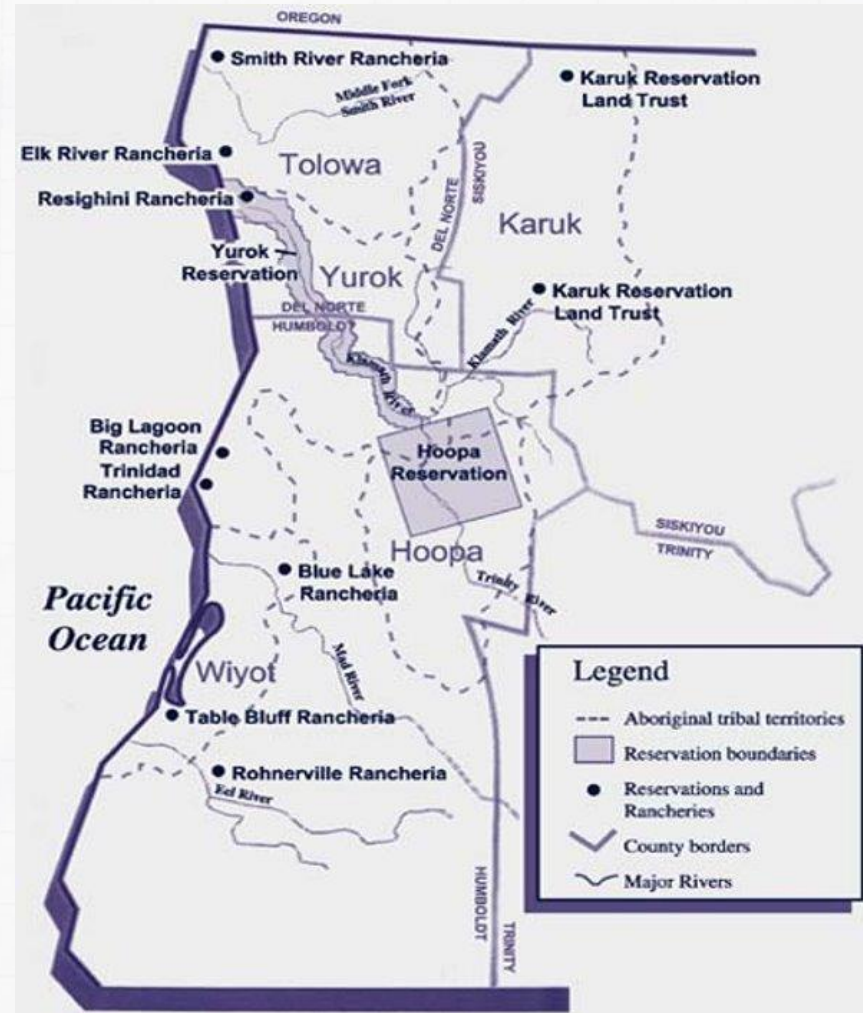 OREGON
Smith River Rancheria
Middle Fork
Smith River
Karuk Reservation
Land Trust
Elk River Rancheria
Tolowa
Resighini Rancheria
DEL NORTE
SISKIYOU
Karuk
Yurok
Reservation
Yurok
Karuk Reservation
Land Trust
DEL NORTE
HUMBOLDT
Klamath River
Klamath River
Big Lagoon
Rancheria
Trinidad
Rancheria
Hoopa
Reservation
Hoopa
SISKIYOU
TRINITY
Blue Lake
Rancheria
Trinity River
Pacific
Ocean
Mad River
Wiyot
Table Bluff Rancheria
Rohnerville Rancheria
Eel River
HUMBOLDT
TRINITY
Legend
Aboriginal tribal territories
Reservation boundaries
Reservations and
Rancheries
County borders
Major Rivers